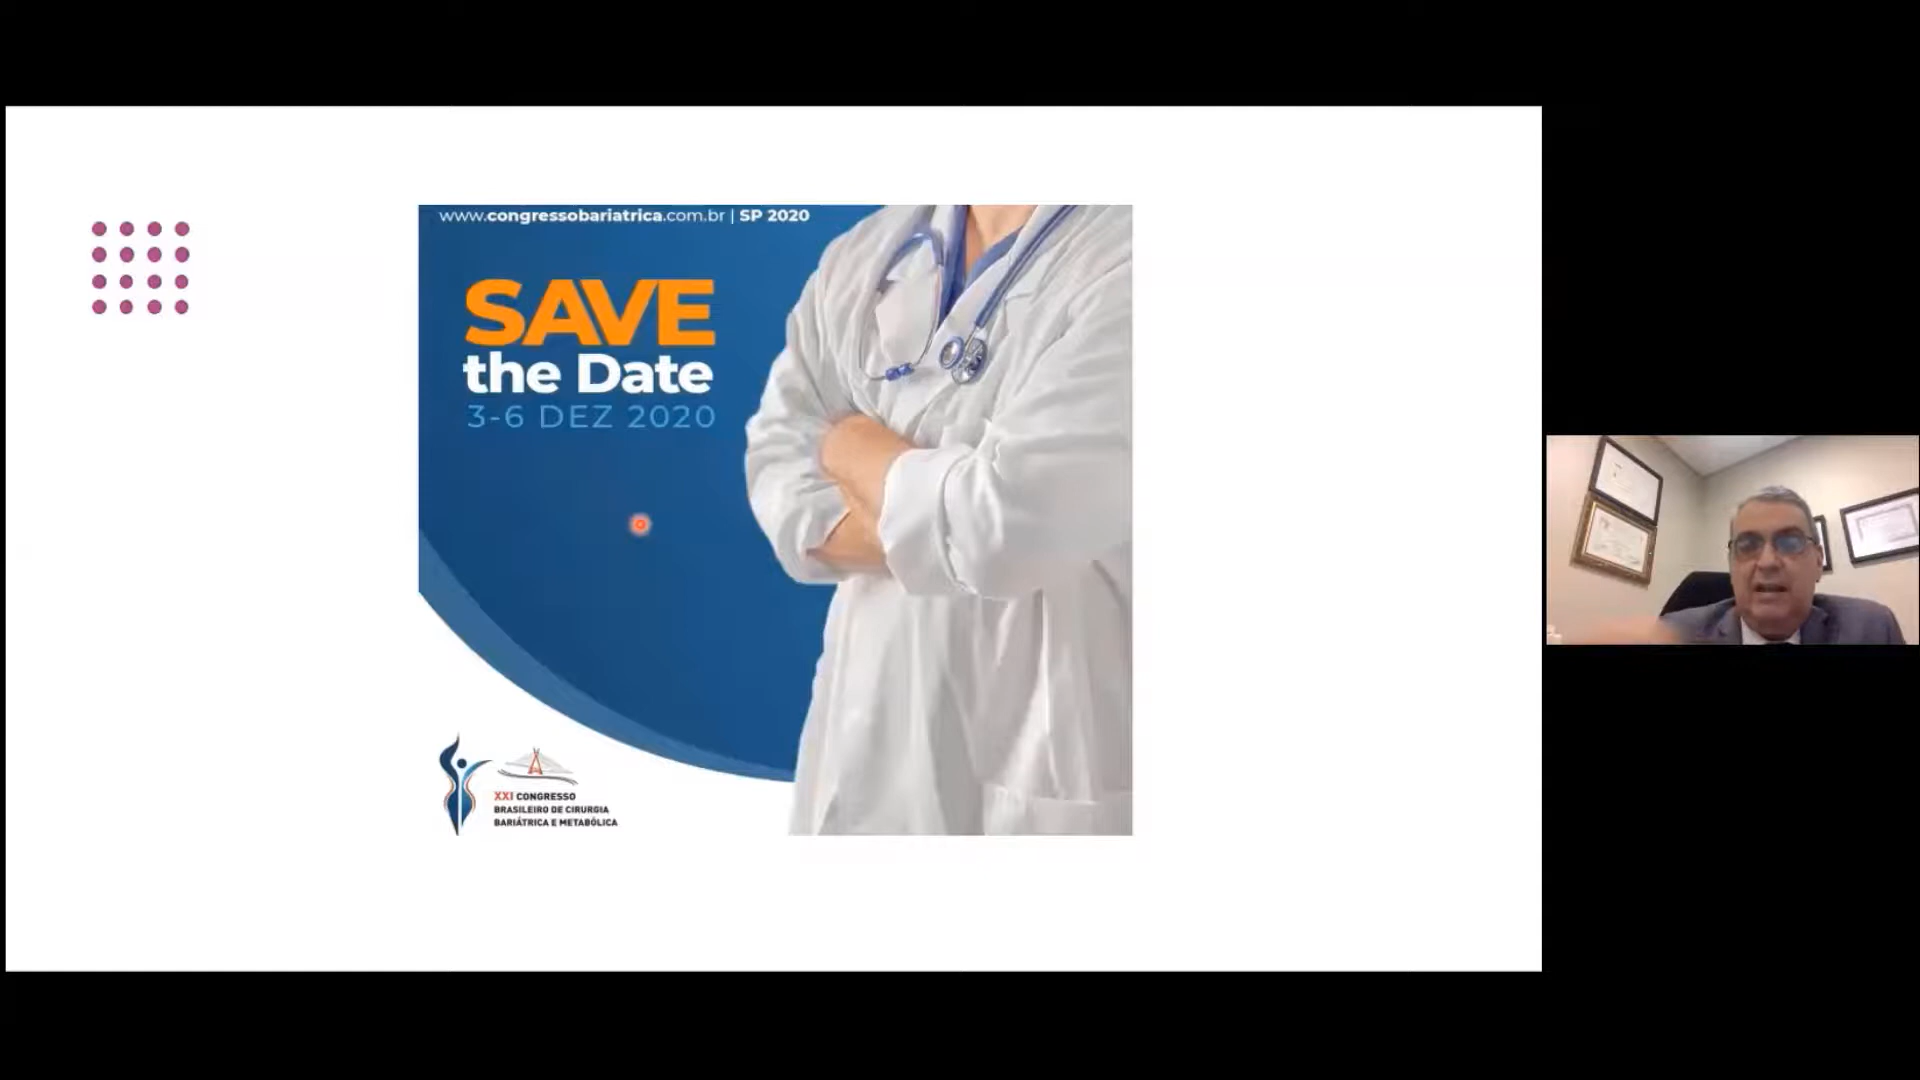 www.congressobariatrica.com.br | SP 2020
SAVE
the Date
3-6 DEZ 2020
XXI CONGRESSO
BRASILEIRO DE CIRURGIA
BARIÁTRICA E METABÓLICA